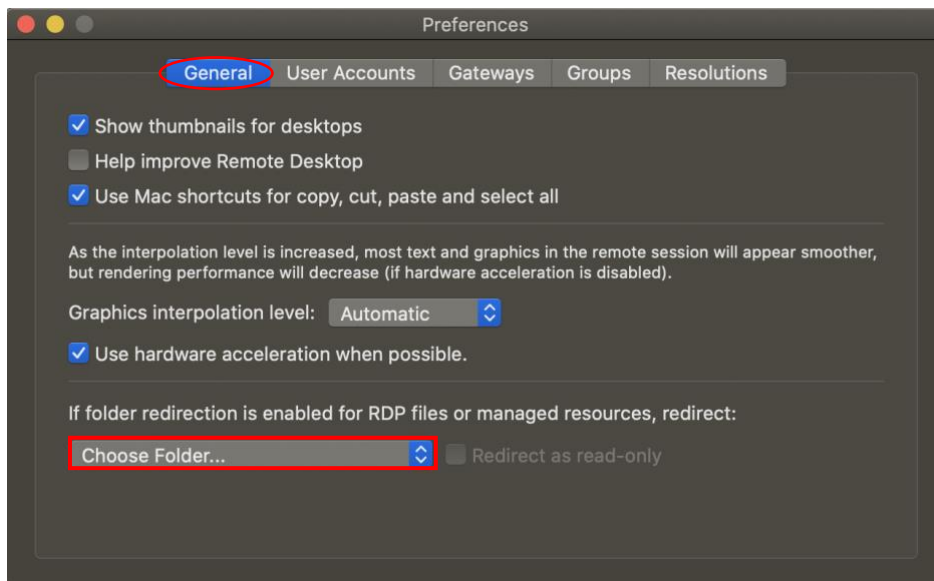 Preferences
General User Accounts Gateways Groups Resolutions
Show thumbnails for desktops
Help improve Remote Desktop
Use Mac shortcuts for copy, cut, paste and select all
As the interpolation level is increased, most text and graphics in the remote session will appear smoother,
but rendering performance will decrease (if hardware acceleration is disabled).
Graphics interpolation level: Automatic
Use hardware acceleration when possible.
If folder redirection is enabled for RDP files or managed resources, redirect:
Choose Folder... Redirect as read-only